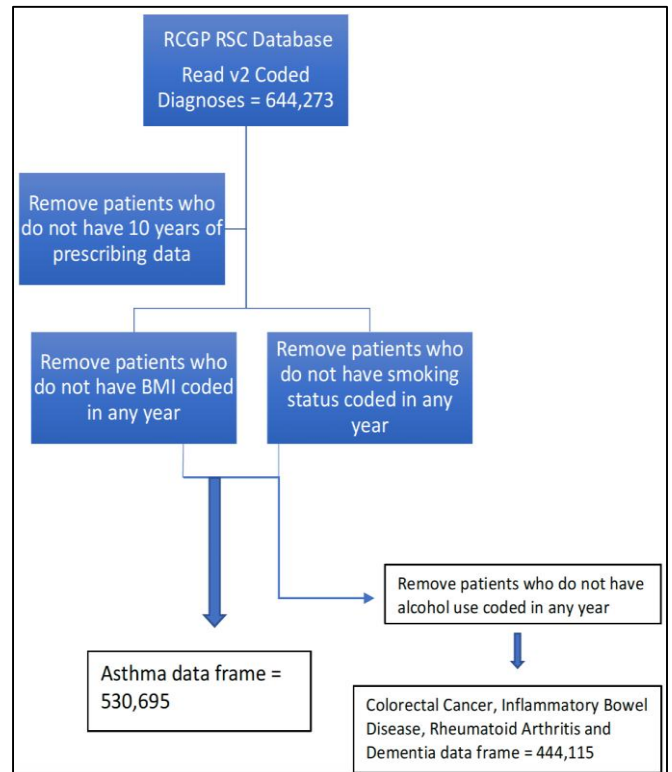 RCGP RSC Database
Read v2 Coded
Diagnoses = 644,273
Remove patients who
do not have 10 years of
prescribing data
Remove patients who
do not have BMI coded
in any year
Remove patients who
do not have smoking
status coded in any
year
Remove patients who do not have
alcohol use coded in any year
Asthma data frame =
530,695
Colorectal Cancer, Inflammatory Bowel
Disease, Rheumatoid Arthritis and
Dementia data frame = 444,115